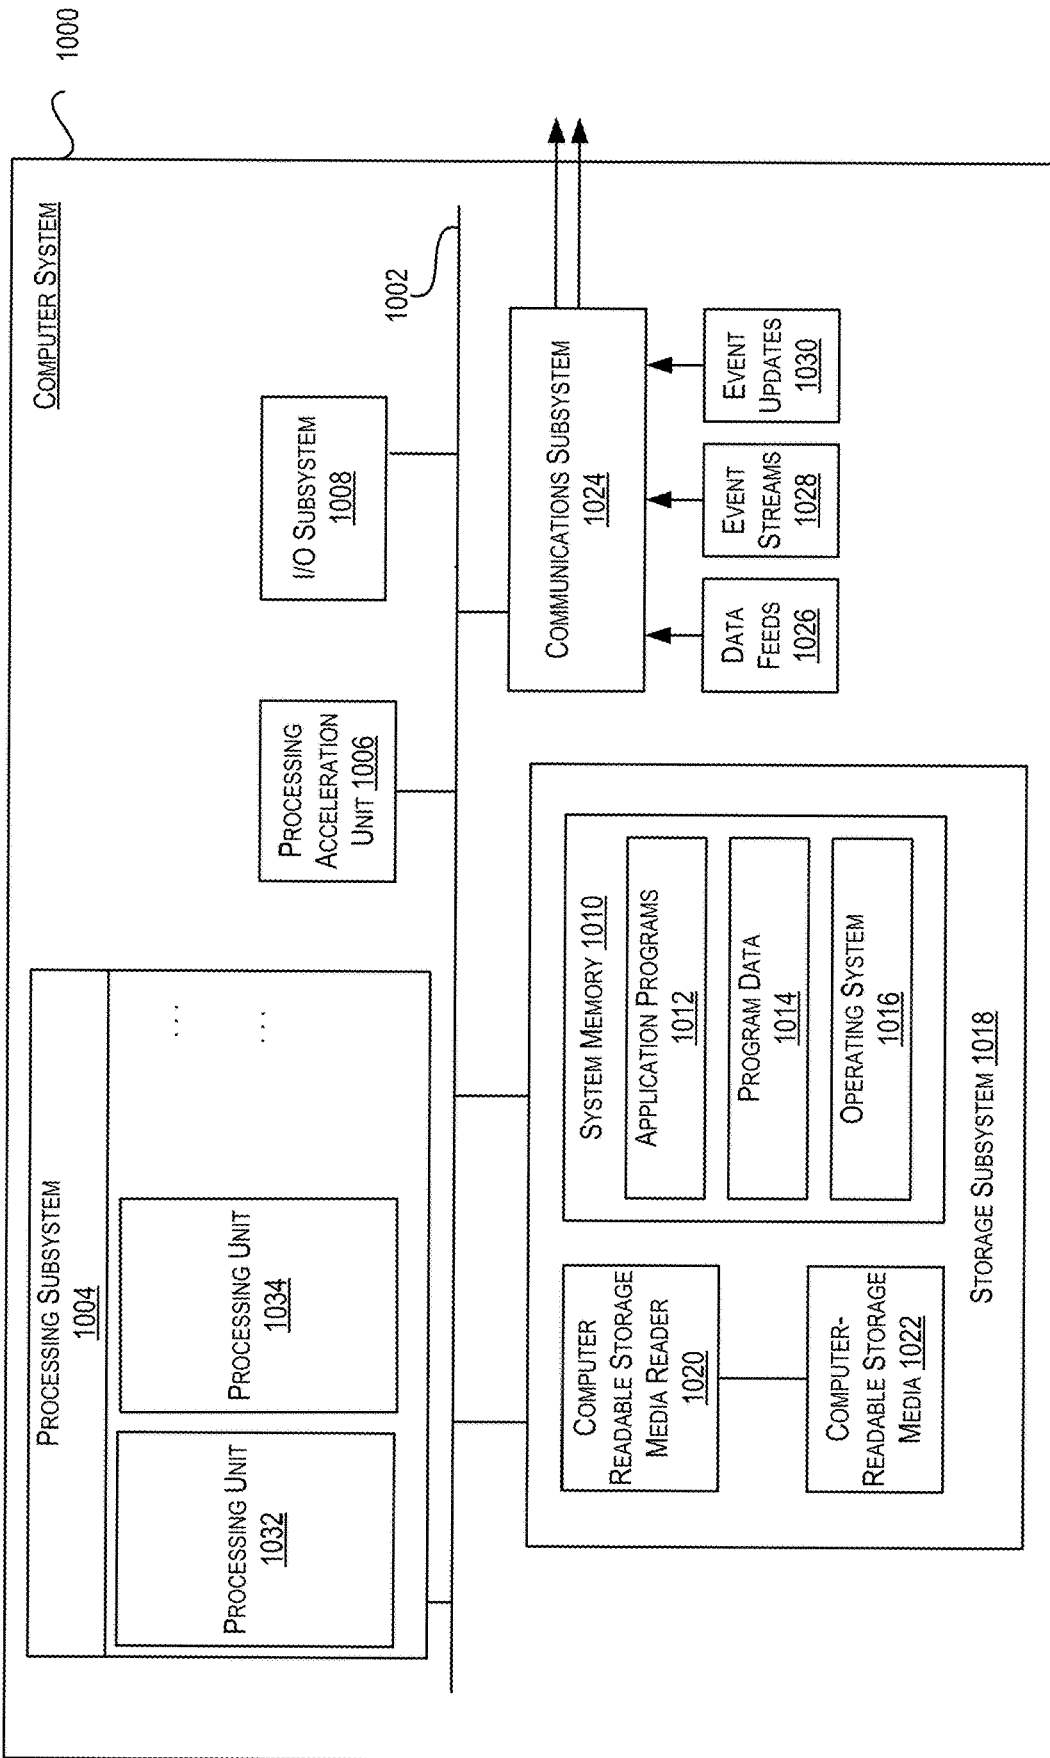 1000
COMPUTER SYSTEM
PROCESSING SUBSYSTEM
1004
PROCESSING UNIT
1032
PROCESSING UNIT
1034
. . .
. . .
PROCESSING
ACCELERATION
UNIT 1006
I/O SUBSYSTEM
1008
1002
COMPUTER
READABLE STORAGE
MEDIA READER
1020
COMPUTER-
READABLE STORAGE
MEDIA 1022
SYSTEM MEMORY 1010
APPLICATION PROGRAMS
1012
PROGRAM DATA
1014
OPERATING SYSTEM
1016
STORAGE SUBSYSTEM 1018
COMMUNICATIONS SUBSYSTEM
1024
DATA
FEEDS
1026
EVENT
STREAMS
1028
EVENT
UPDATES
1030